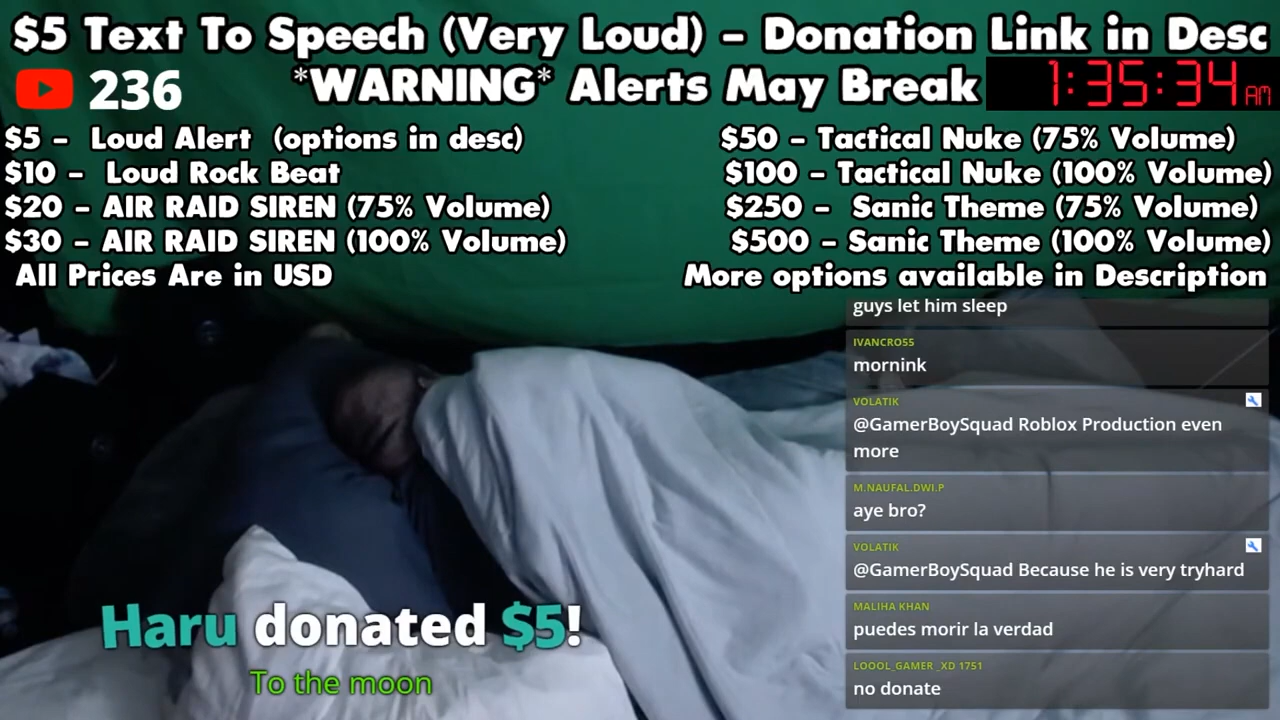 $5 Text To Speech (Very Loud) – Donation Link in Desc
236
*WARNING* Alerts May Break
1:35:34 AM
$5 – Loud Alert (options in desc)
$10 – Loud Rock Beat
$20 – AIR RAID SIREN (75% Volume)
$30 – AIR RAID SIREN (100% Volume)
All Prices Are in USD
$50 – Tactical Nuke (75% Volume)
$100 – Tactical Nuke (100% Volume)
$250 – Sanic Theme (75% Volume)
$500 – Sanic Theme (100% Volume)
More options available in Description
guys let him sleep
IVANCRO55
mornink
VOLATIK
@GamerBoySquad Roblox Production even
more
M.NAUFAL.DWI.P
aye bro?
VOLATIK
@GamerBoySquad Because he is very tryhard
MALIHA KHAN
puedes morir la verdad
LOOOL_GAMER_XD 1751
no donate
Haru donated $5!
To the moon